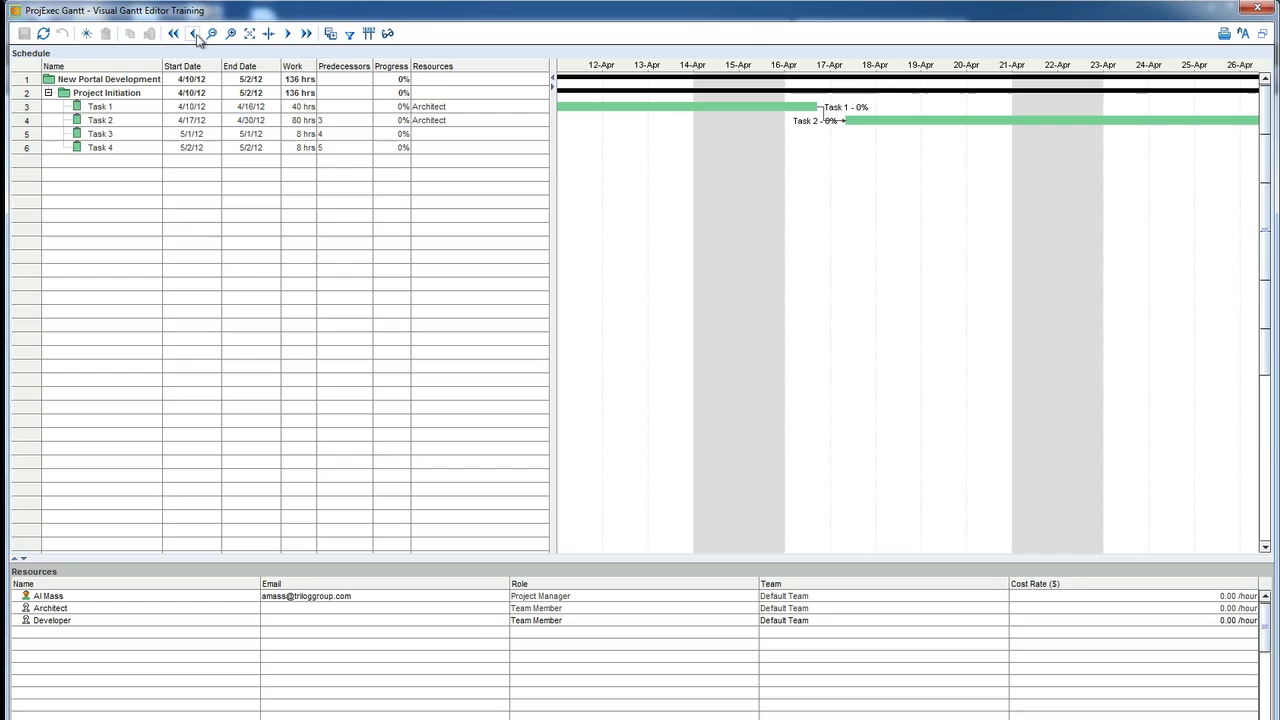 ProjExec Gantt - Visual Gantt Editor Training
Schedule
Name Start Date End Date Work Predecessors Progress Resources
12-Apr 13-Apr 14-Apr 15-Apr 16-Apr 17-Apr 18-Apr 19-Apr 20-Apr 21-Apr 22-Apr 23-Apr 24-Apr 25-Apr 26-Apr
1 New Portal Development 4/10/12 5/2/12 136 hrs 0%
2 Project Initiation 4/10/12 5/2/12 136 hrs 0%
3 Task 1 4/10/12 4/16/12 40 hrs 0% Architect Task 1 - 0%
4 Task 2 4/17/12 4/30/12 80 hrs 3 0% Architect Task 2 - 0%
5 Task 3 5/1/12 5/1/12 8 hrs 4 0%
6 Task 4 5/2/12 5/2/12 8 hrs 5 0%
Resources
Name Email Role Team Cost Rate ($)
Al Mass amass@triloggroup.com Project Manager Default Team 0.00 /hour
Architect Team Member Default Team 0.00 /hour
Developer Team Member Default Team 0.00 /hour